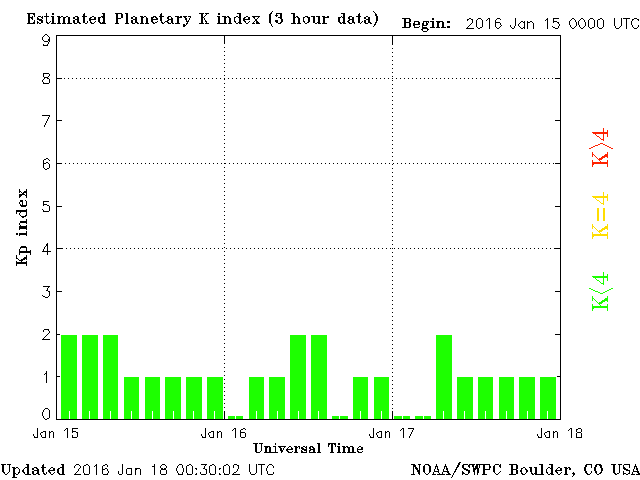 Estimated Planetary K index (3 hour data) Begin: 2016 Jan 15 0000 UTC
9
8
7
6
5
4
3
2
1
0
Kp index
Jan 15 Jan 16 Jan 17 Jan 18
Universal Time
K>4
K=4
K<4
Updated 2016 Jan 18 00:30:02 UTC NOAA/SWPC Boulder, CO USA